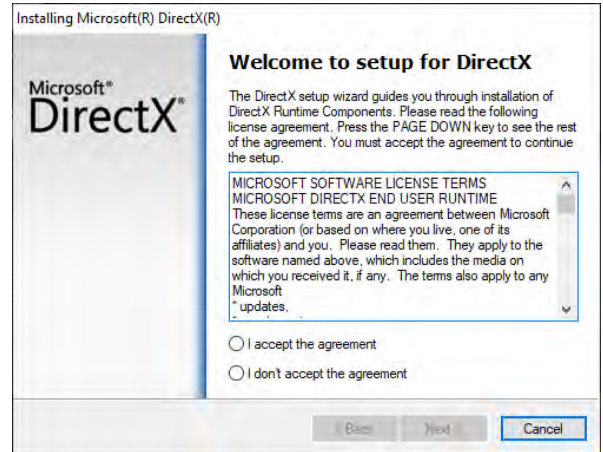 Installing Microsoft(R) DirectX(R)
Microsoft®
DirectX®
Welcome to setup for DirectX
The DirectX setup wizard guides you through installation of
DirectX Runtime Components. Please read the following
license agreement. Press the PAGE DOWN key to see the rest
of the agreement. You must accept the agreement to continue
the setup.
MICROSOFT SOFTWARE LICENSE TERMS
MICROSOFT DIRECTX END USER RUNTIME
These license terms are an agreement between Microsoft
Corporation (or based on where you live, one of its
affiliates) and you.  Please read them.  They apply to the
software named above, which includes the media on
which you received it, if any.  The terms also apply to any
Microsoft
* updates,
I accept the agreement
I don't accept the agreement
< Back Next > Cancel